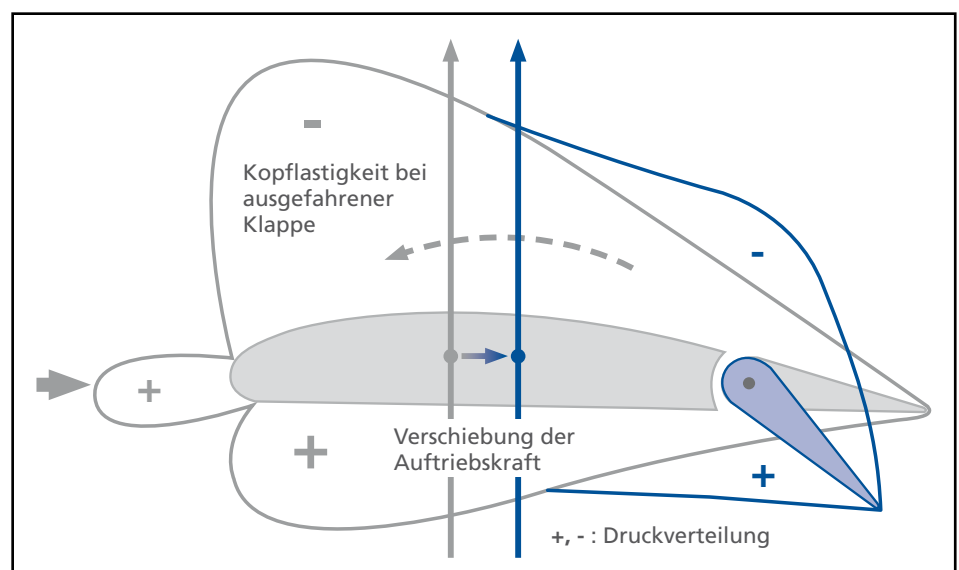 -
Kopflastigkeit bei
ausgefahrener
Klappe
-
+
+
Verschiebung der
Auftriebskraft
+
+, - : Druckverteilung